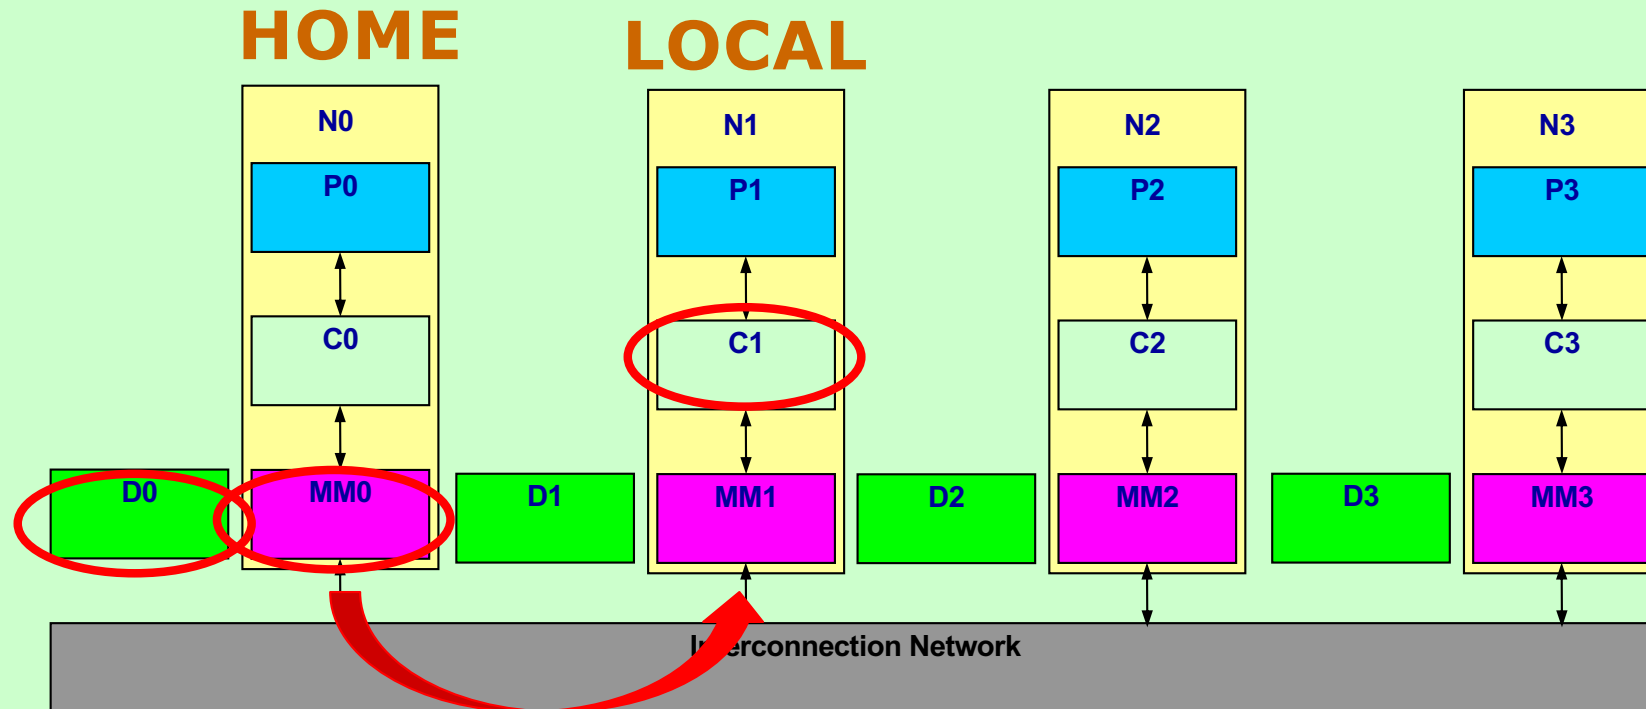 HOME
LOCAL
N0
N1
N2
N3
P0
P1
P2
P3
C0
C1
C2
C3
D0
MM0
D1
MM1
D2
MM2
D3
MM3
Interconnection Network